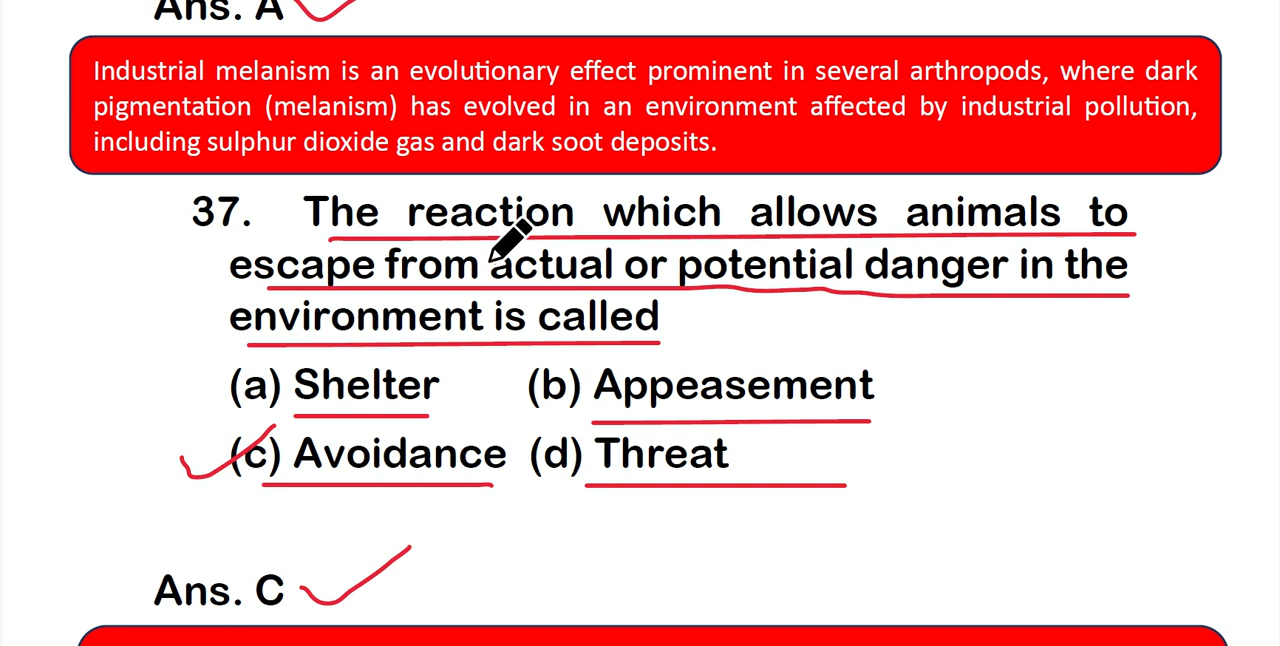 Ans. A
Industrial melanism is an evolutionary effect prominent in several arthropods, where dark
pigmentation (melanism) has evolved in an environment affected by industrial pollution,
including sulphur dioxide gas and dark soot deposits.
37. The reaction which allows animals to
escape from actual or potential danger in the
environment is called
(a) Shelter (b) Appeasement
(c) Avoidance (d) Threat
Ans. C